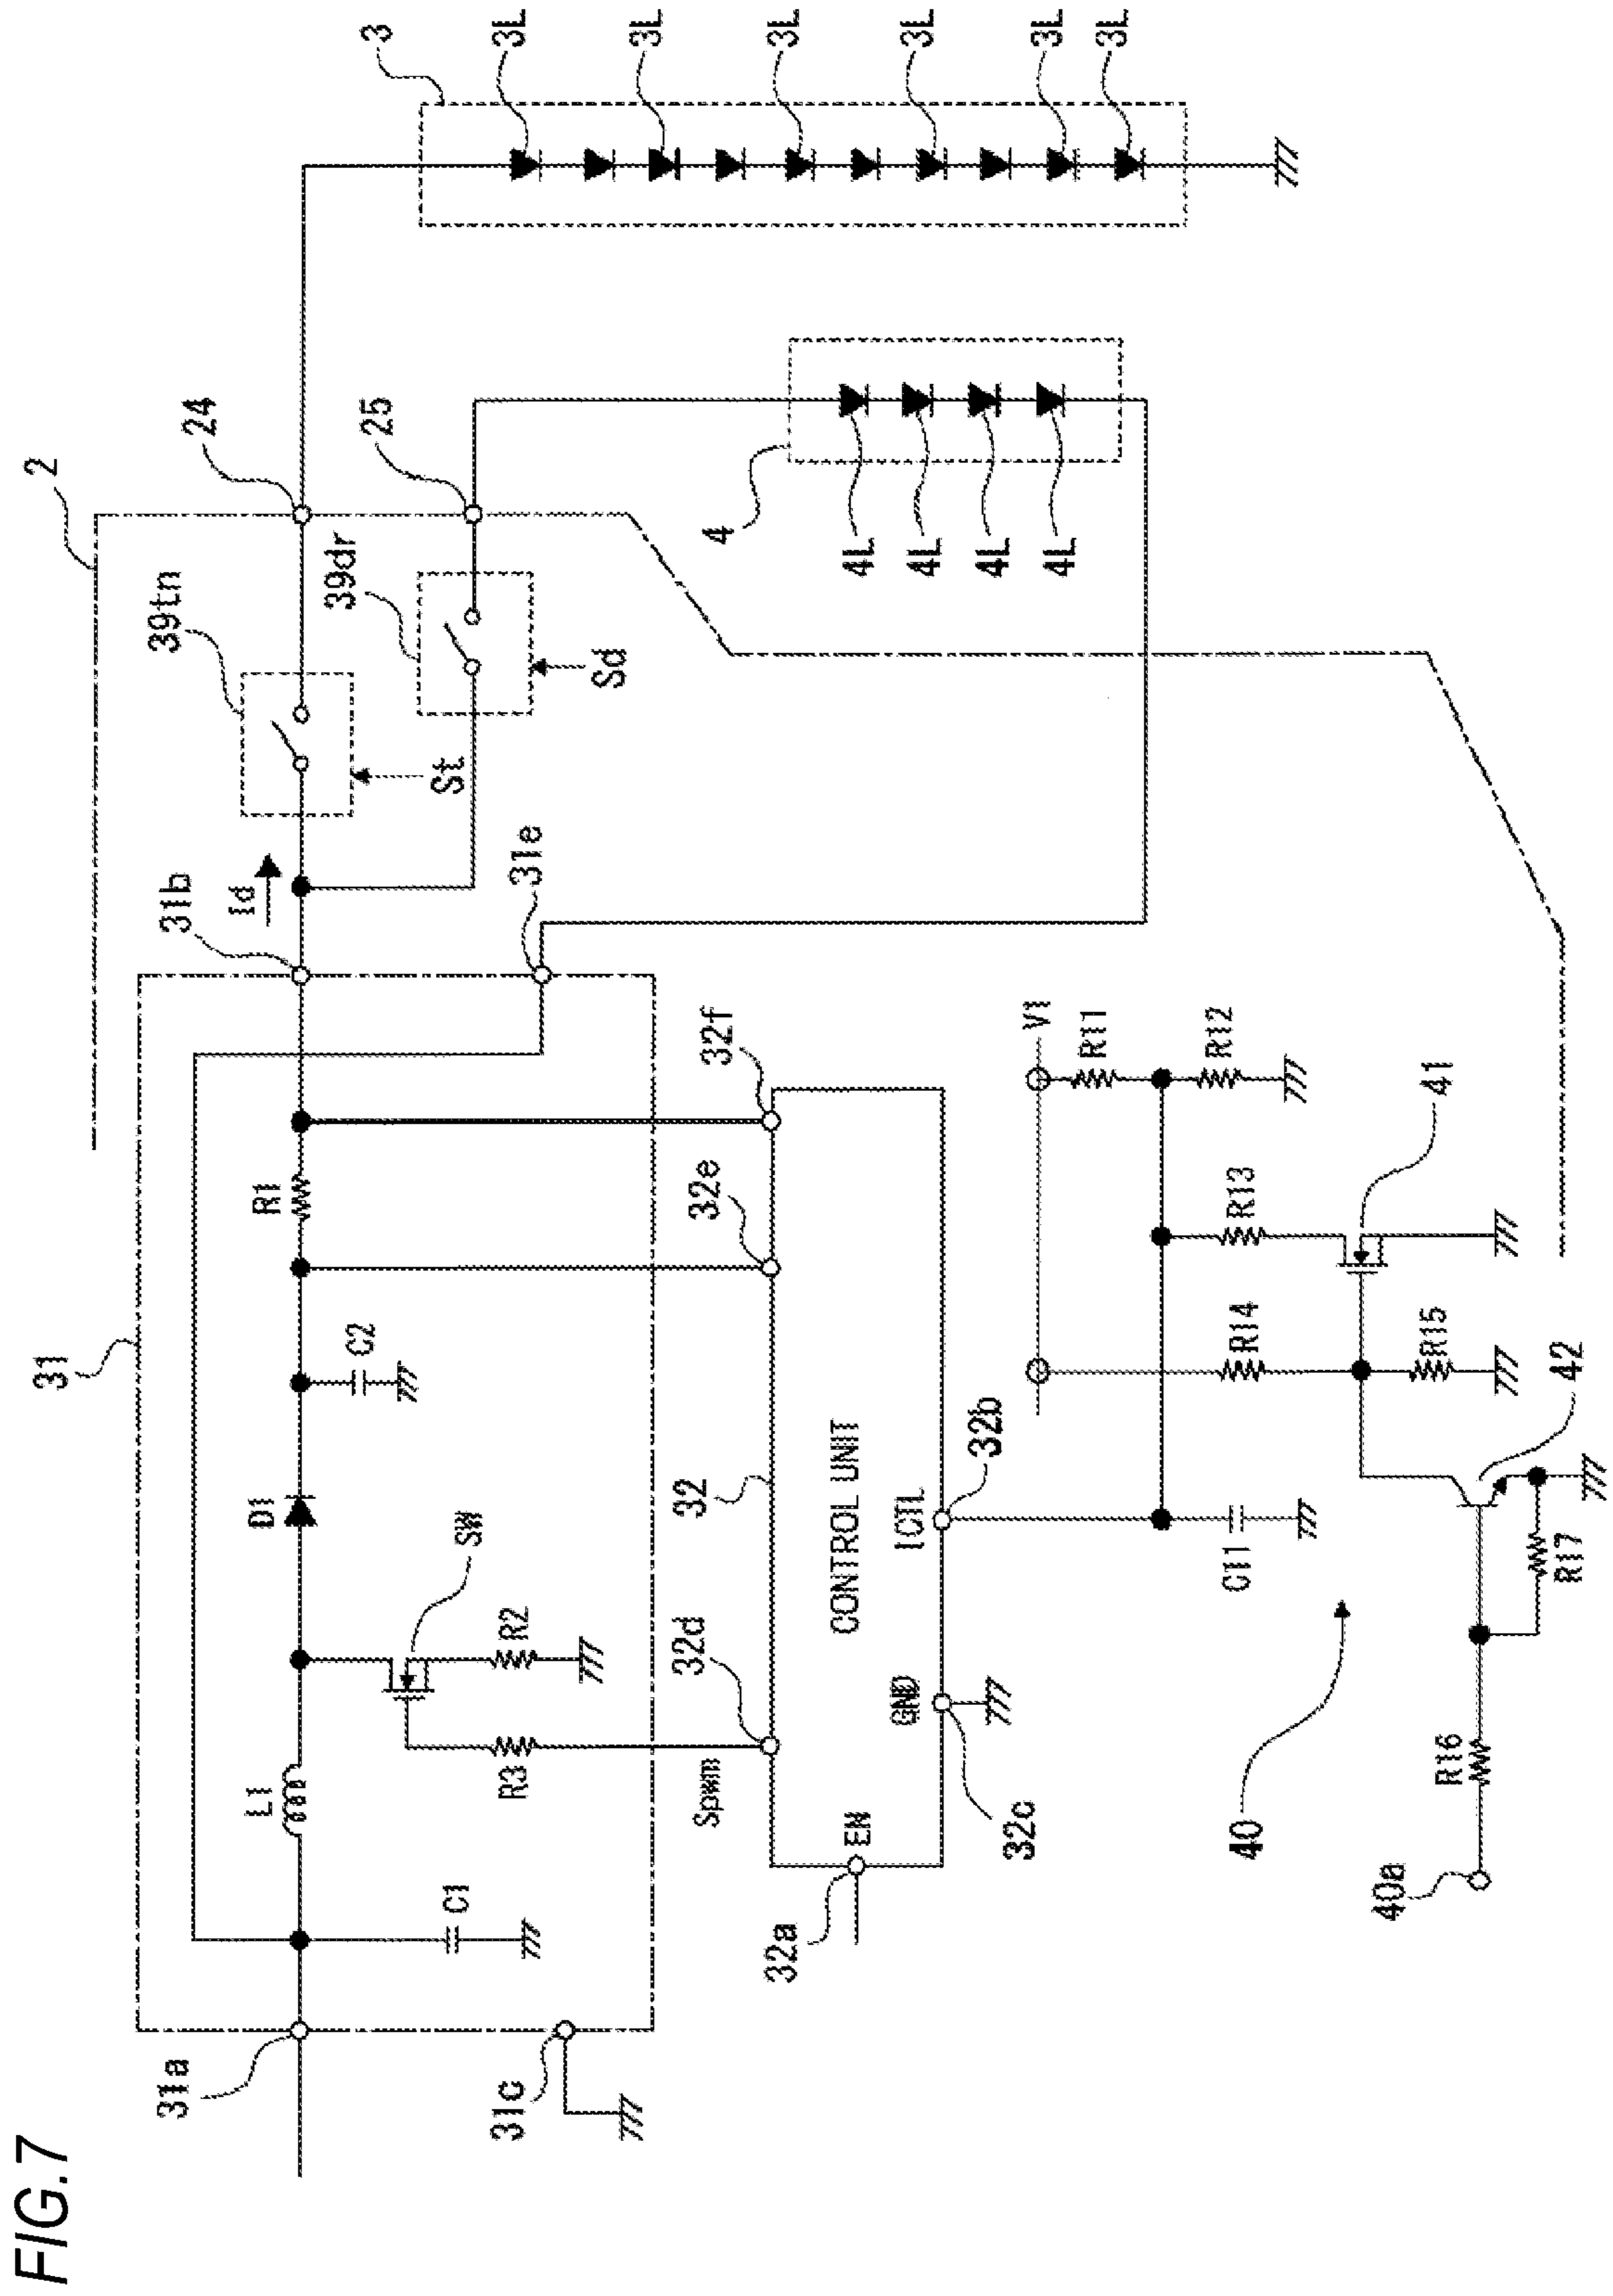 FIG.7
2
3
3L
3L
3L
3L
3L
3L
24
25
39tn
39dr
St
Sd
4
4L
4L
4L
4L
Id
31b
31e
31
31a
31c
L1
D1
R1
C1
C2
SW
R2
R3
Spwm
32d
32e
32f
32
CONTROL UNIT
EN
32a
GND
32c
ICTL
32b
V1
R11
R12
R13
R14
R15
41
42
C11
40
40a
R16
R17